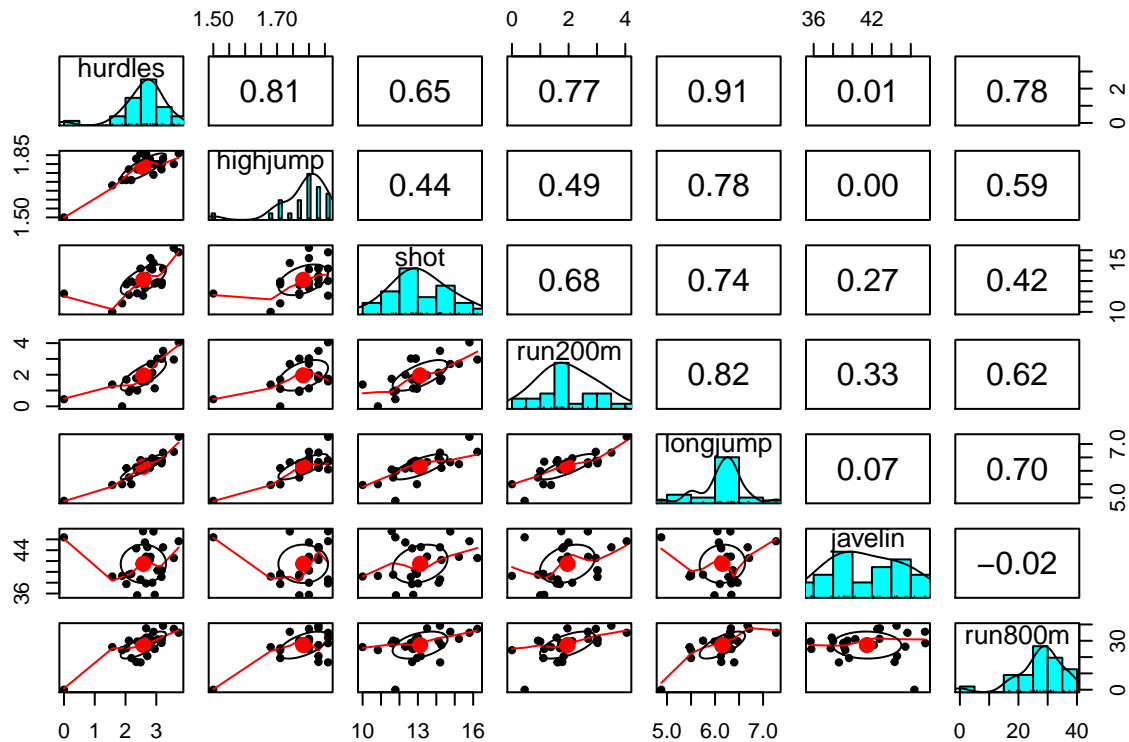 1.50 1.70 0 2 4 36 42
hurdles 0.81 0.65 0.77 0.91 0.01 0.78 0 2
1.50 1.85 highjump 0.44 0.49 0.78 0.00 0.59
shot 0.68 0.74 0.27 0.42 10 15
0 2 4 run200m 0.82 0.33 0.62
longjump 0.07 0.70 5.0 7.0
36 44 javelin −0.02
run800m 0 30
0 1 2 3 10 13 16 5.0 6.0 7.0 0 20 40